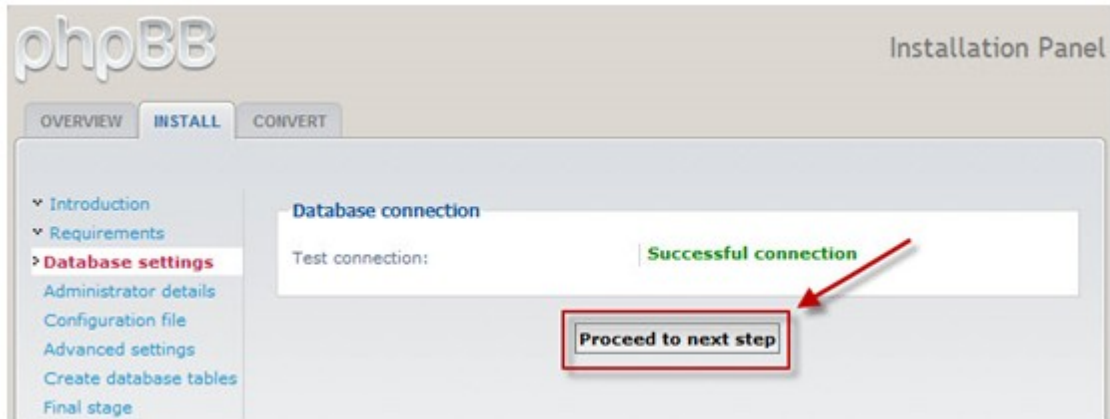 phpBB
Installation Panel
OVERVIEW INSTALL CONVERT
Introduction
Requirements
Database settings
Administrator details
Configuration file
Advanced settings
Create database tables
Final stage
Database connection
Test connection: Successful connection
Proceed to next step